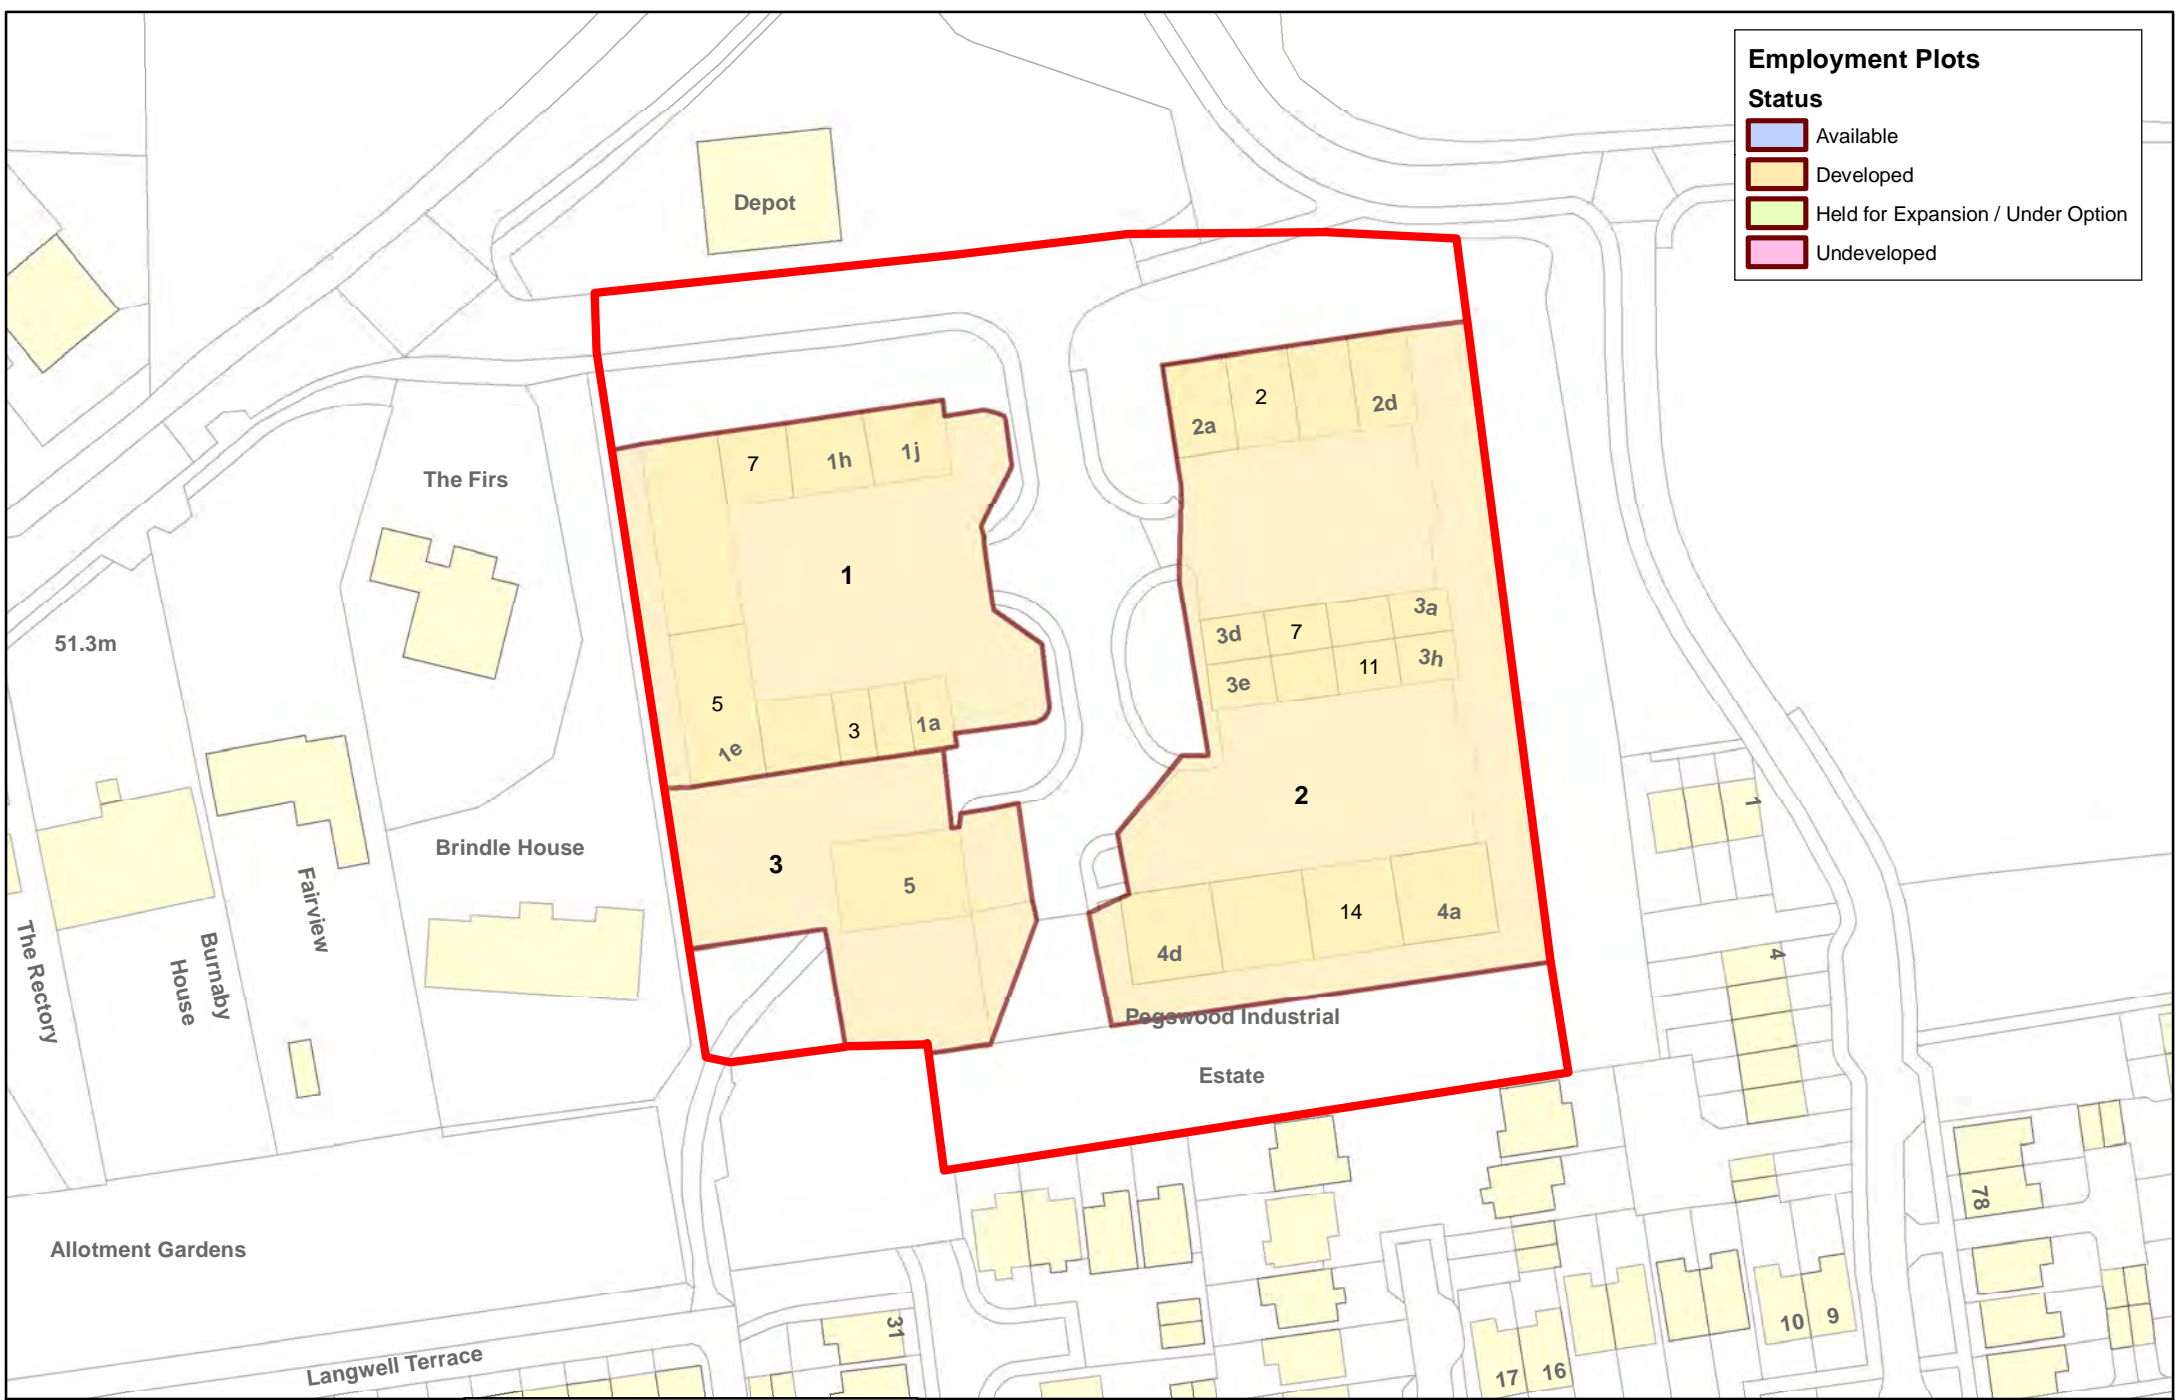 Employment Plots
Status
Available
Developed
Held for Expansion / Under Option
Undeveloped
Depot
2
2d
2a
7
1h
1j
The Firs
1
3a
3d
7
51.3m
3h
11
3e
5
3
1a
1e
2
1
Brindle House
3
5
Fairview
14
4a
4d
4
The Rectory
Burnaby
House
Pegswood Industrial
Estate
78
Allotment Gardens
31
10
9
Langwell Terrace
17
16